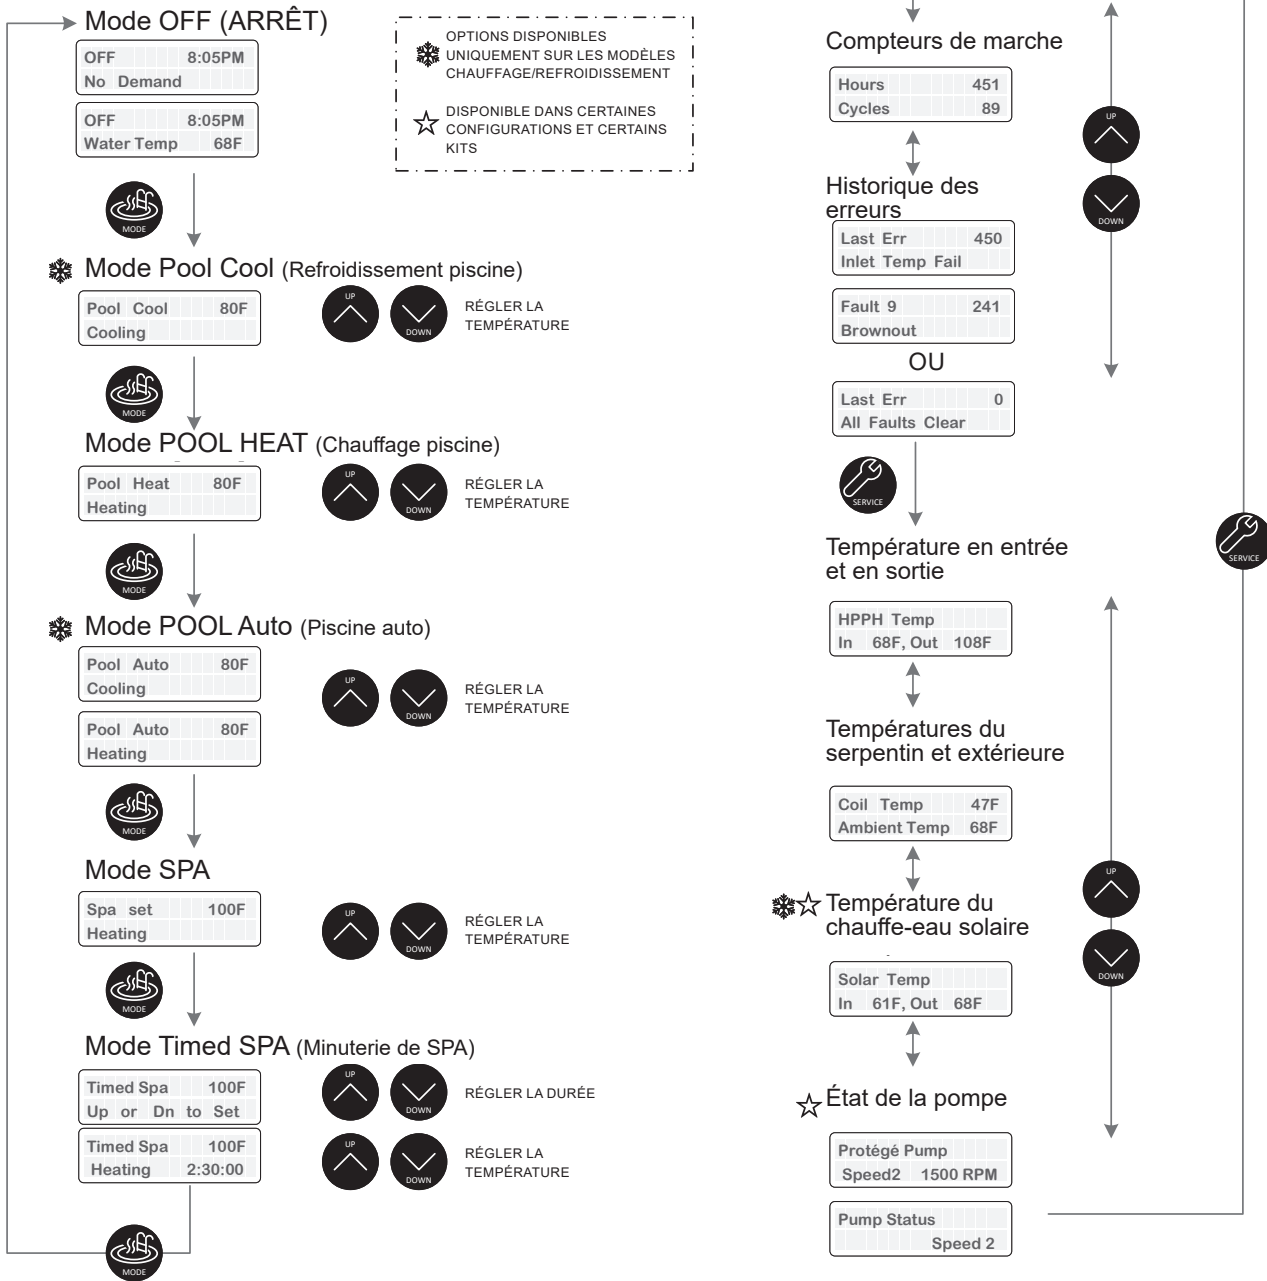 Mode OFF (ARRÊT)
OFF 8:05PM
No Demand
OFF 8:05PM
Water Temp 68F
MODE
OPTIONS DISPONIBLES
UNIQUEMENT SUR LES MODÈLES
CHAUFFAGE/REFROIDISSEMENT
DISPONIBLE DANS CERTAINES
CONFIGURATIONS ET CERTAINS
KITS
Mode Pool Cool (Refroidissement piscine)
Pool Cool 80F
Cooling
UP
DOWN
RÉGLER LA
TEMPÉRATURE
MODE
Mode POOL HEAT (Chauffage piscine)
Pool Heat 80F
Heating
UP
DOWN
RÉGLER LA
TEMPÉRATURE
MODE
Mode POOL Auto (Piscine auto)
Pool Auto 80F
Cooling
Pool Auto 80F
Heating
UP
DOWN
RÉGLER LA
TEMPÉRATURE
MODE
Mode SPA
Spa set 100F
Heating
UP
DOWN
RÉGLER LA
TEMPÉRATURE
MODE
Mode Timed SPA (Minuterie de SPA)
Timed Spa 100F
Up or Dn to Set
UP
DOWN
RÉGLER LA DURÉE
Timed Spa 100F
Heating 2:30:00
UP
DOWN
RÉGLER LA
TEMPÉRATURE
MODE
Compteurs de marche
Hours 451
Cycles 89
UP
DOWN
Historique des
erreurs
Last Err 450
Inlet Temp Fail
Fault 9 241
Brownout
OU
Last Err 0
All Faults Clear
SERVICE
SERVICE
Température en entrée
et en sortie
HPPH Temp
In 68F, Out 108F
Températures du
serpentin et extérieure
Coil Temp 47F
Ambient Temp 68F
UP
DOWN
Température du
chauffe-eau solaire
Solar Temp
In 61F, Out 68F
État de la pompe
Protégé Pump
Speed2 1500 RPM
Pump Status
Speed 2